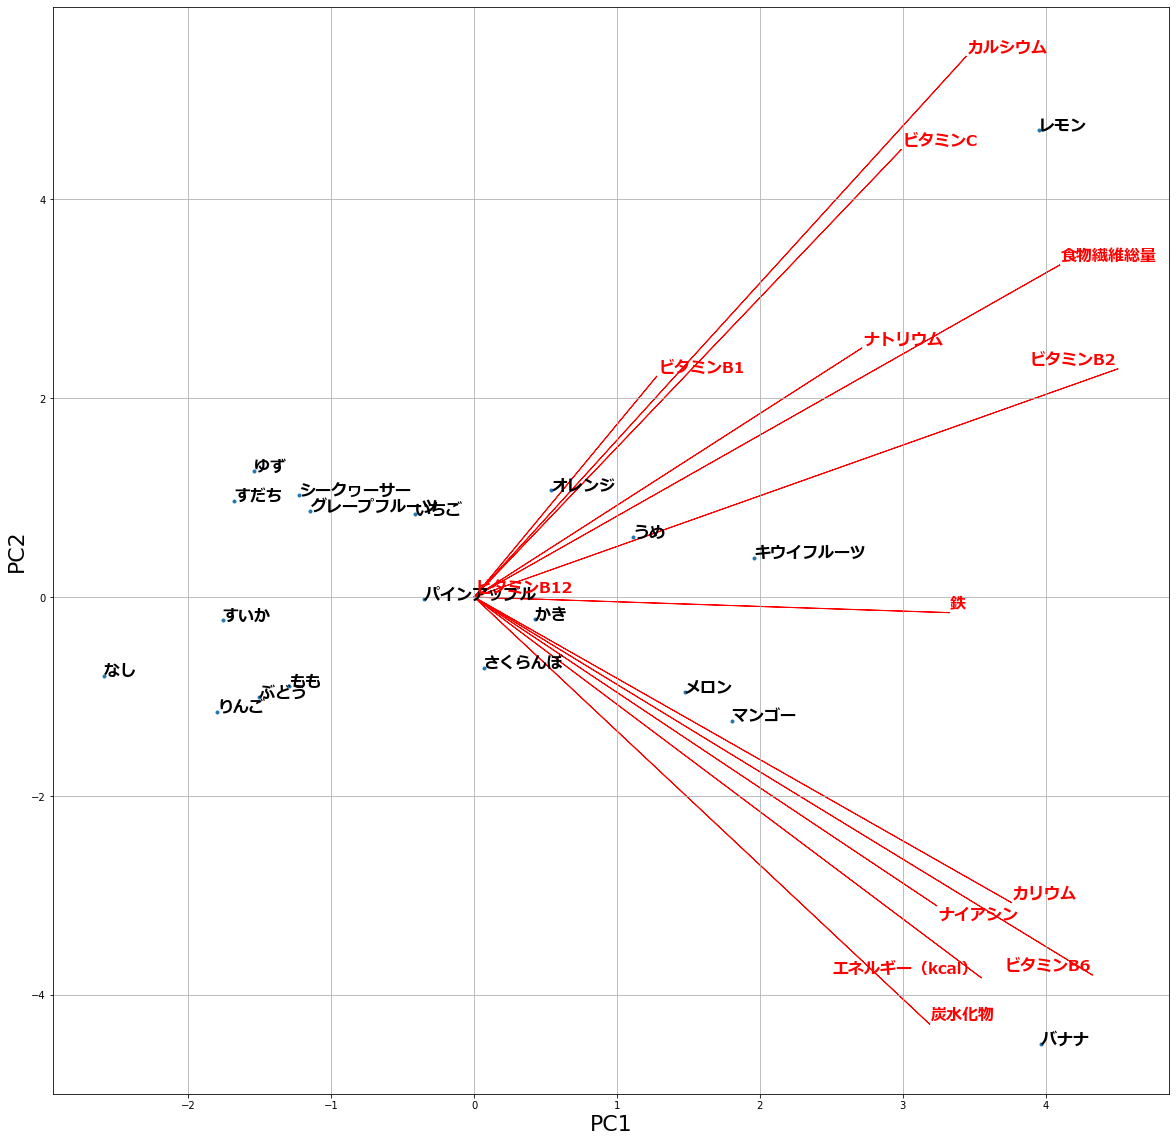 カルシウム
レモン
ビタミンC
4
食物繊維総量
ナトリウム
ビタミンB2
ビタミンB1
2
ゆず
シークヮーサー
すだち
グレープフルーツ
いちご
オレンジ
うめ
キウイフルーツ
ビタミンB12
パインアップル
0
鉄
すいか
かき
なし
もも
ぶどう
りんご
さくらんぼ
メロン
マンゴー
−2
カリウム
ナイアシン
エネルギー（kcal）
ビタミンB6
−4
炭水化物
バナナ
−2 −1 0 1 2 3 4
PC1
PC2